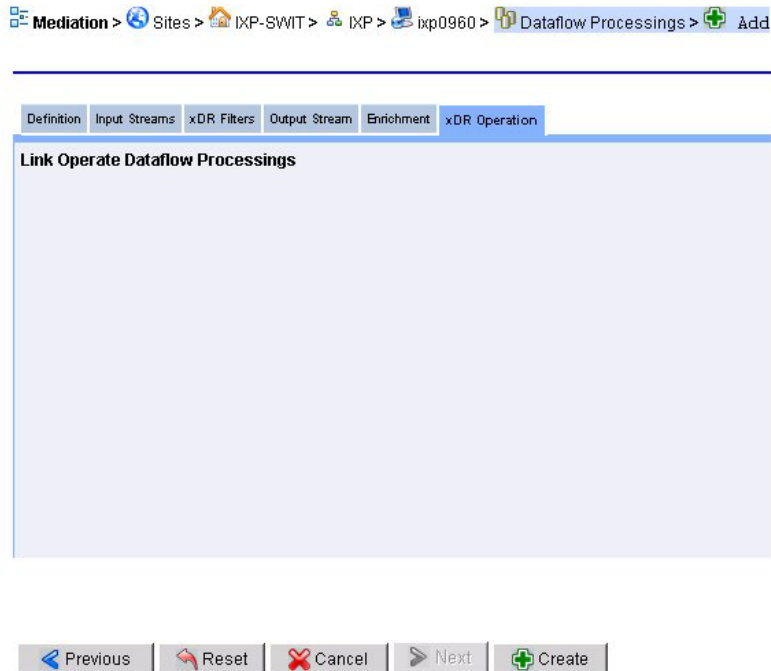 Mediation > Sites > IXP-SWIT > IXP > ixp0960 > Dataflow Processings > Add
Definition Input Streams xDR Filters Output Stream Enrichment xDR Operation
Link Operate Dataflow Processings
Previous Reset Cancel Next Create